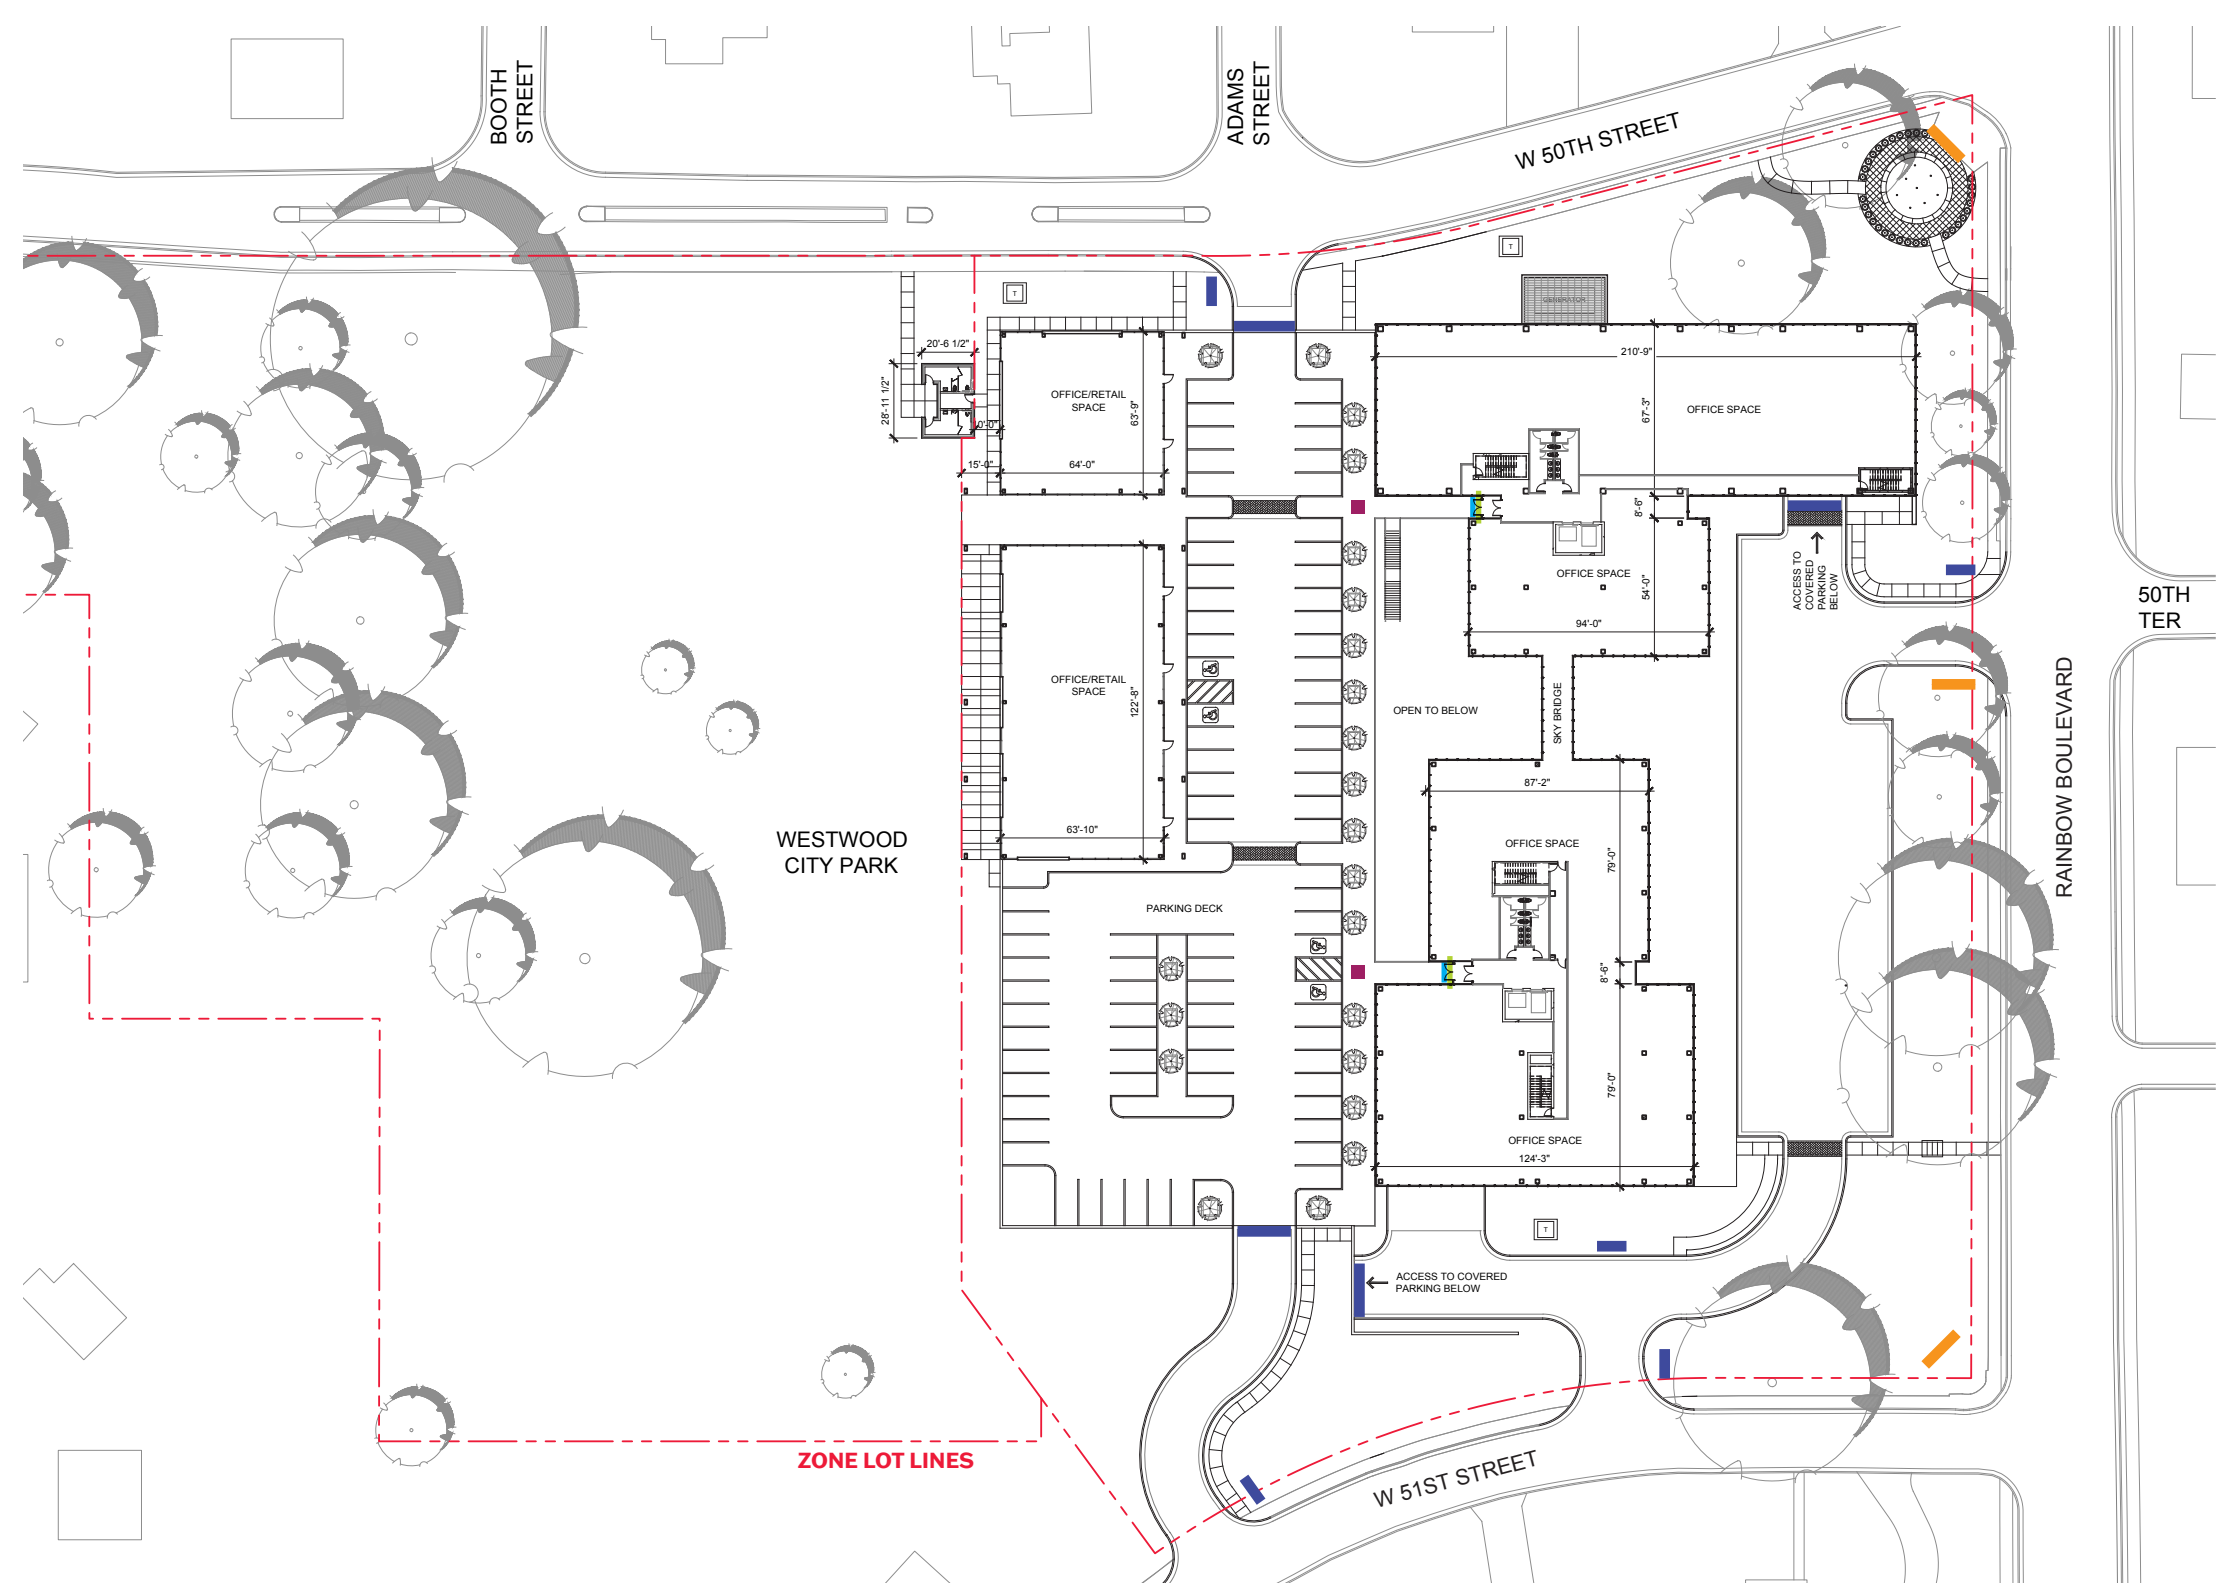 BOOTH
STREET
ADAMS
STREET
W 50TH STREET
T
T
GENERATOR
20'-6 1/2"
28'-11 1/2"
OFFICE/RETAIL
SPACE
63'-9"
15'-0"
64'-0"
210'-9"
67'-3"
OFFICE SPACE
8'-6"
OFFICE SPACE
54'-0"
94'-0"
ACCESS TO
COVERED
PARKING
BELOW
50TH
TER
RAINBOW BOULEVARD
OFFICE/RETAIL
SPACE
122'-8"
63'-10"
OPEN TO BELOW
SKY BRIDGE
87'-2"
OFFICE SPACE
79'-0"
WESTWOOD
CITY PARK
PARKING DECK
8'-6"
79'-0"
OFFICE SPACE
124'-3"
T
ACCESS TO COVERED
PARKING BELOW
ZONE LOT LINES
W 51ST STREET